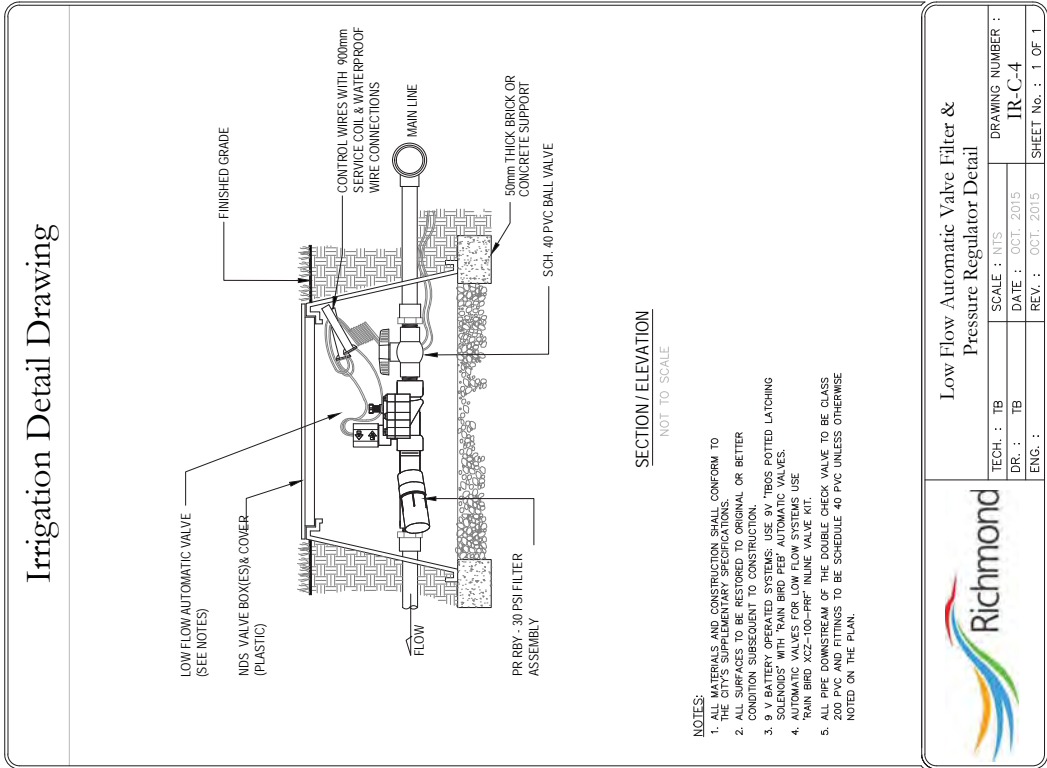 Irrigation Detail Drawing
LOW FLOW AUTOMATIC VALVE
(SEE NOTES)
NDS VALVE BOX(ES)& COVER
(PLASTIC)
FINISHED GRADE
CONTROL WIRES WITH 900mm
SERVICE COIL & WATERPROOF
WIRE CONNECTIONS
MAIN LINE
FLOW
PR RBY - 30 PSI FILTER
ASSEMBLY
50mm THICK BRICK OR
CONCRETE SUPPORT
SCH. 40 PVC BALL VALVE
SECTION / ELEVATION
NOT TO SCALE
NOTES:
1. ALL MATERIALS AND CONSTRUCTION SHALL CONFORM TO
THE CITY'S SUPPLEMENTARY SPECIFICATIONS.
2. ALL SURFACES TO BE RESTORED TO ORIGINAL OR BETTER
CONDITION SUBSEQUENT TO CONSTRUCTION.
3. 9 V BATTERY OPERATED SYSTEMS: USE 9V 'TBOS POTTED LATCHING
SOLENOIDS' WITH 'RAIN BIRD PEB' AUTOMATIC VALVES.
4. AUTOMATIC VALVES FOR LOW FLOW SYSTEMS USE
'RAIN BIRD XCZ-100-PRF' INLINE VALVE KIT.
5. ALL PIPE DOWNSTREAM OF THE DOUBLE CHECK VALVE TO BE CLASS
200 PVC AND FITTINGS TO BE SCHEDULE 40 PVC UNLESS OTHERWISE
NOTED ON THE PLAN.
Richmond
Low Flow Automatic Valve Filter &
Pressure Regulator Detail
TECH. : TB
SCALE : NTS
DRAWING NUMBER :
IR-C-4
DR. : TB
DATE : OCT. 2015
ENG. :
REV. : OCT. 2015
SHEET No. : 1 OF 1